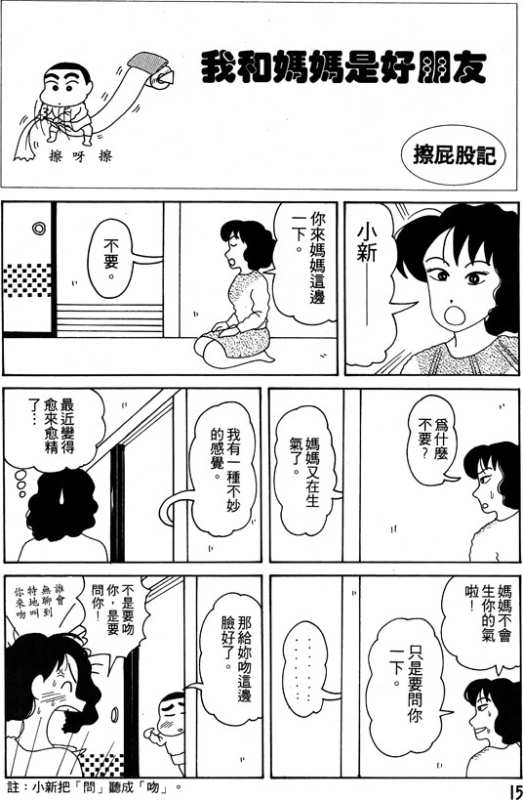 我和媽媽是好朋友
擦呀擦
擦屁股記
小新——
你來媽媽這邊
一下。
不要。
爲什麼
不要？
媽媽又在生
氣了。
我有一種不妙
的感覺。
最近變得
愈來愈精
了…
媽媽不會
生你的氣
啦！
只是要問你
一下。
…………
那給妳吻這邊
臉好了。
不是要吻
你，是要
問你！
誰會
無聊到
特地叫
你來吻
註：小新把「問」聽成「吻」。
15